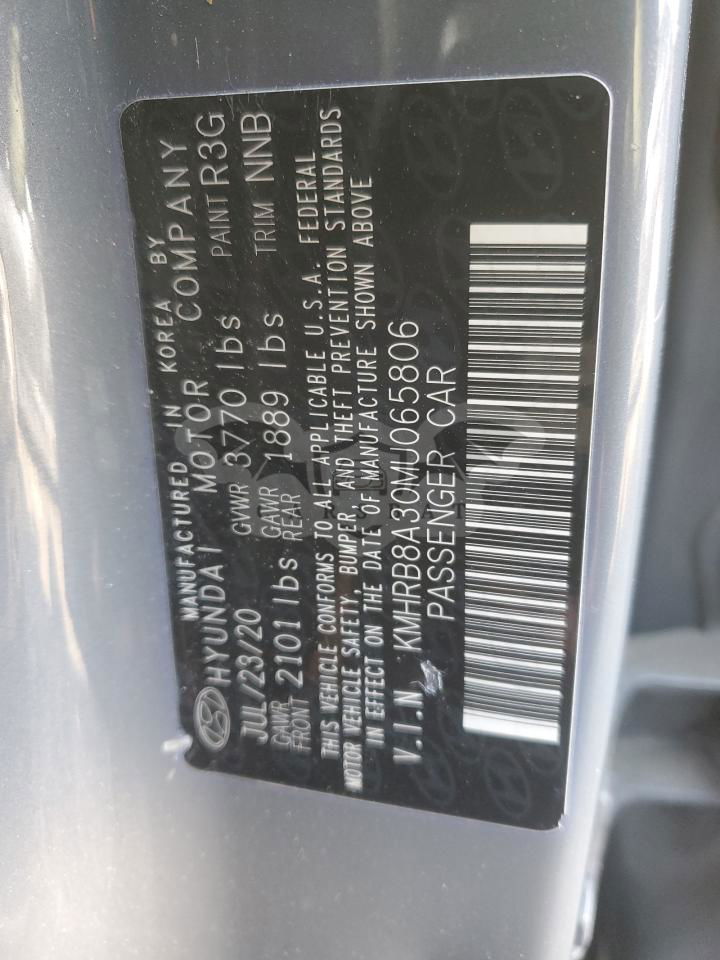 MANUFACTURED IN KOREA BY
HYUNDAI MOTOR COMPANY
JUL/23/20 GVWR 3770 lbs PAINT R3G
GAWR FRONT 2101 lbs GAWR REAR 1889 lbs TRIM NNB
THIS VEHICLE CONFORMS TO ALL APPLICABLE U.S.A. FEDERAL
MOTOR VEHICLE SAFETY, BUMPER, AND THEFT PREVENTION STANDARDS
IN EFFECT ON THE DATE OF MANUFACTURE SHOWN ABOVE
V.I.N KMHRB8A30MU065806
PASSENGER CAR